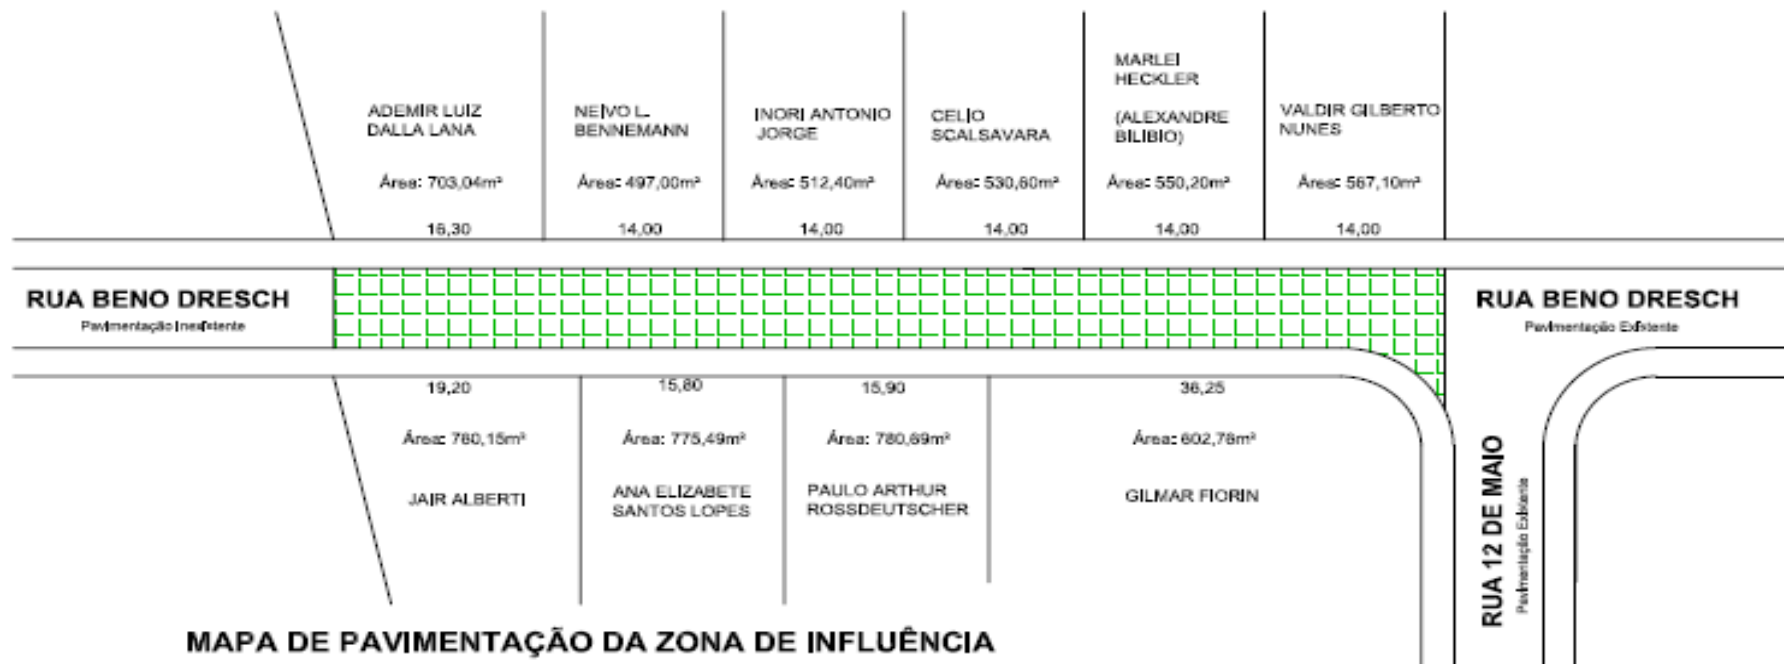 ADEMIR LUIZ
DALLA LANA
Área: 703,04m²
16,30
NEIVO L.
BENNEMANN
Área: 497,00m²
14,00
INORI ANTONIO
JORGE
Área: 512,40m²
14,00
CELIO
SCALSAVARA
Área: 530,60m²
14,00
MARLEI
HECKLER
(ALEXANDRE
BILIBIO)
Área: 550,20m²
14,00
VALDIR GILBERTO
NUNES
Área: 567,10m²
14,00
RUA BENO DRESCH
Pavimentação Inexistente
RUA BENO DRESCH
Pavimentação Existente
19,20
Área: 760,15m²
JAIR ALBERTI
15,80
Área: 775,49m²
ANA ELIZABETE
SANTOS LOPES
15,90
Área: 780,69m²
PAULO ARTHUR
ROSSDEUTSCHER
36,25
Área: 602,76m²
GILMAR FIORIN
RUA 12 DE MAIO
Pavimentação Existente
MAPA DE PAVIMENTAÇÃO DA ZONA DE INFLUÊNCIA